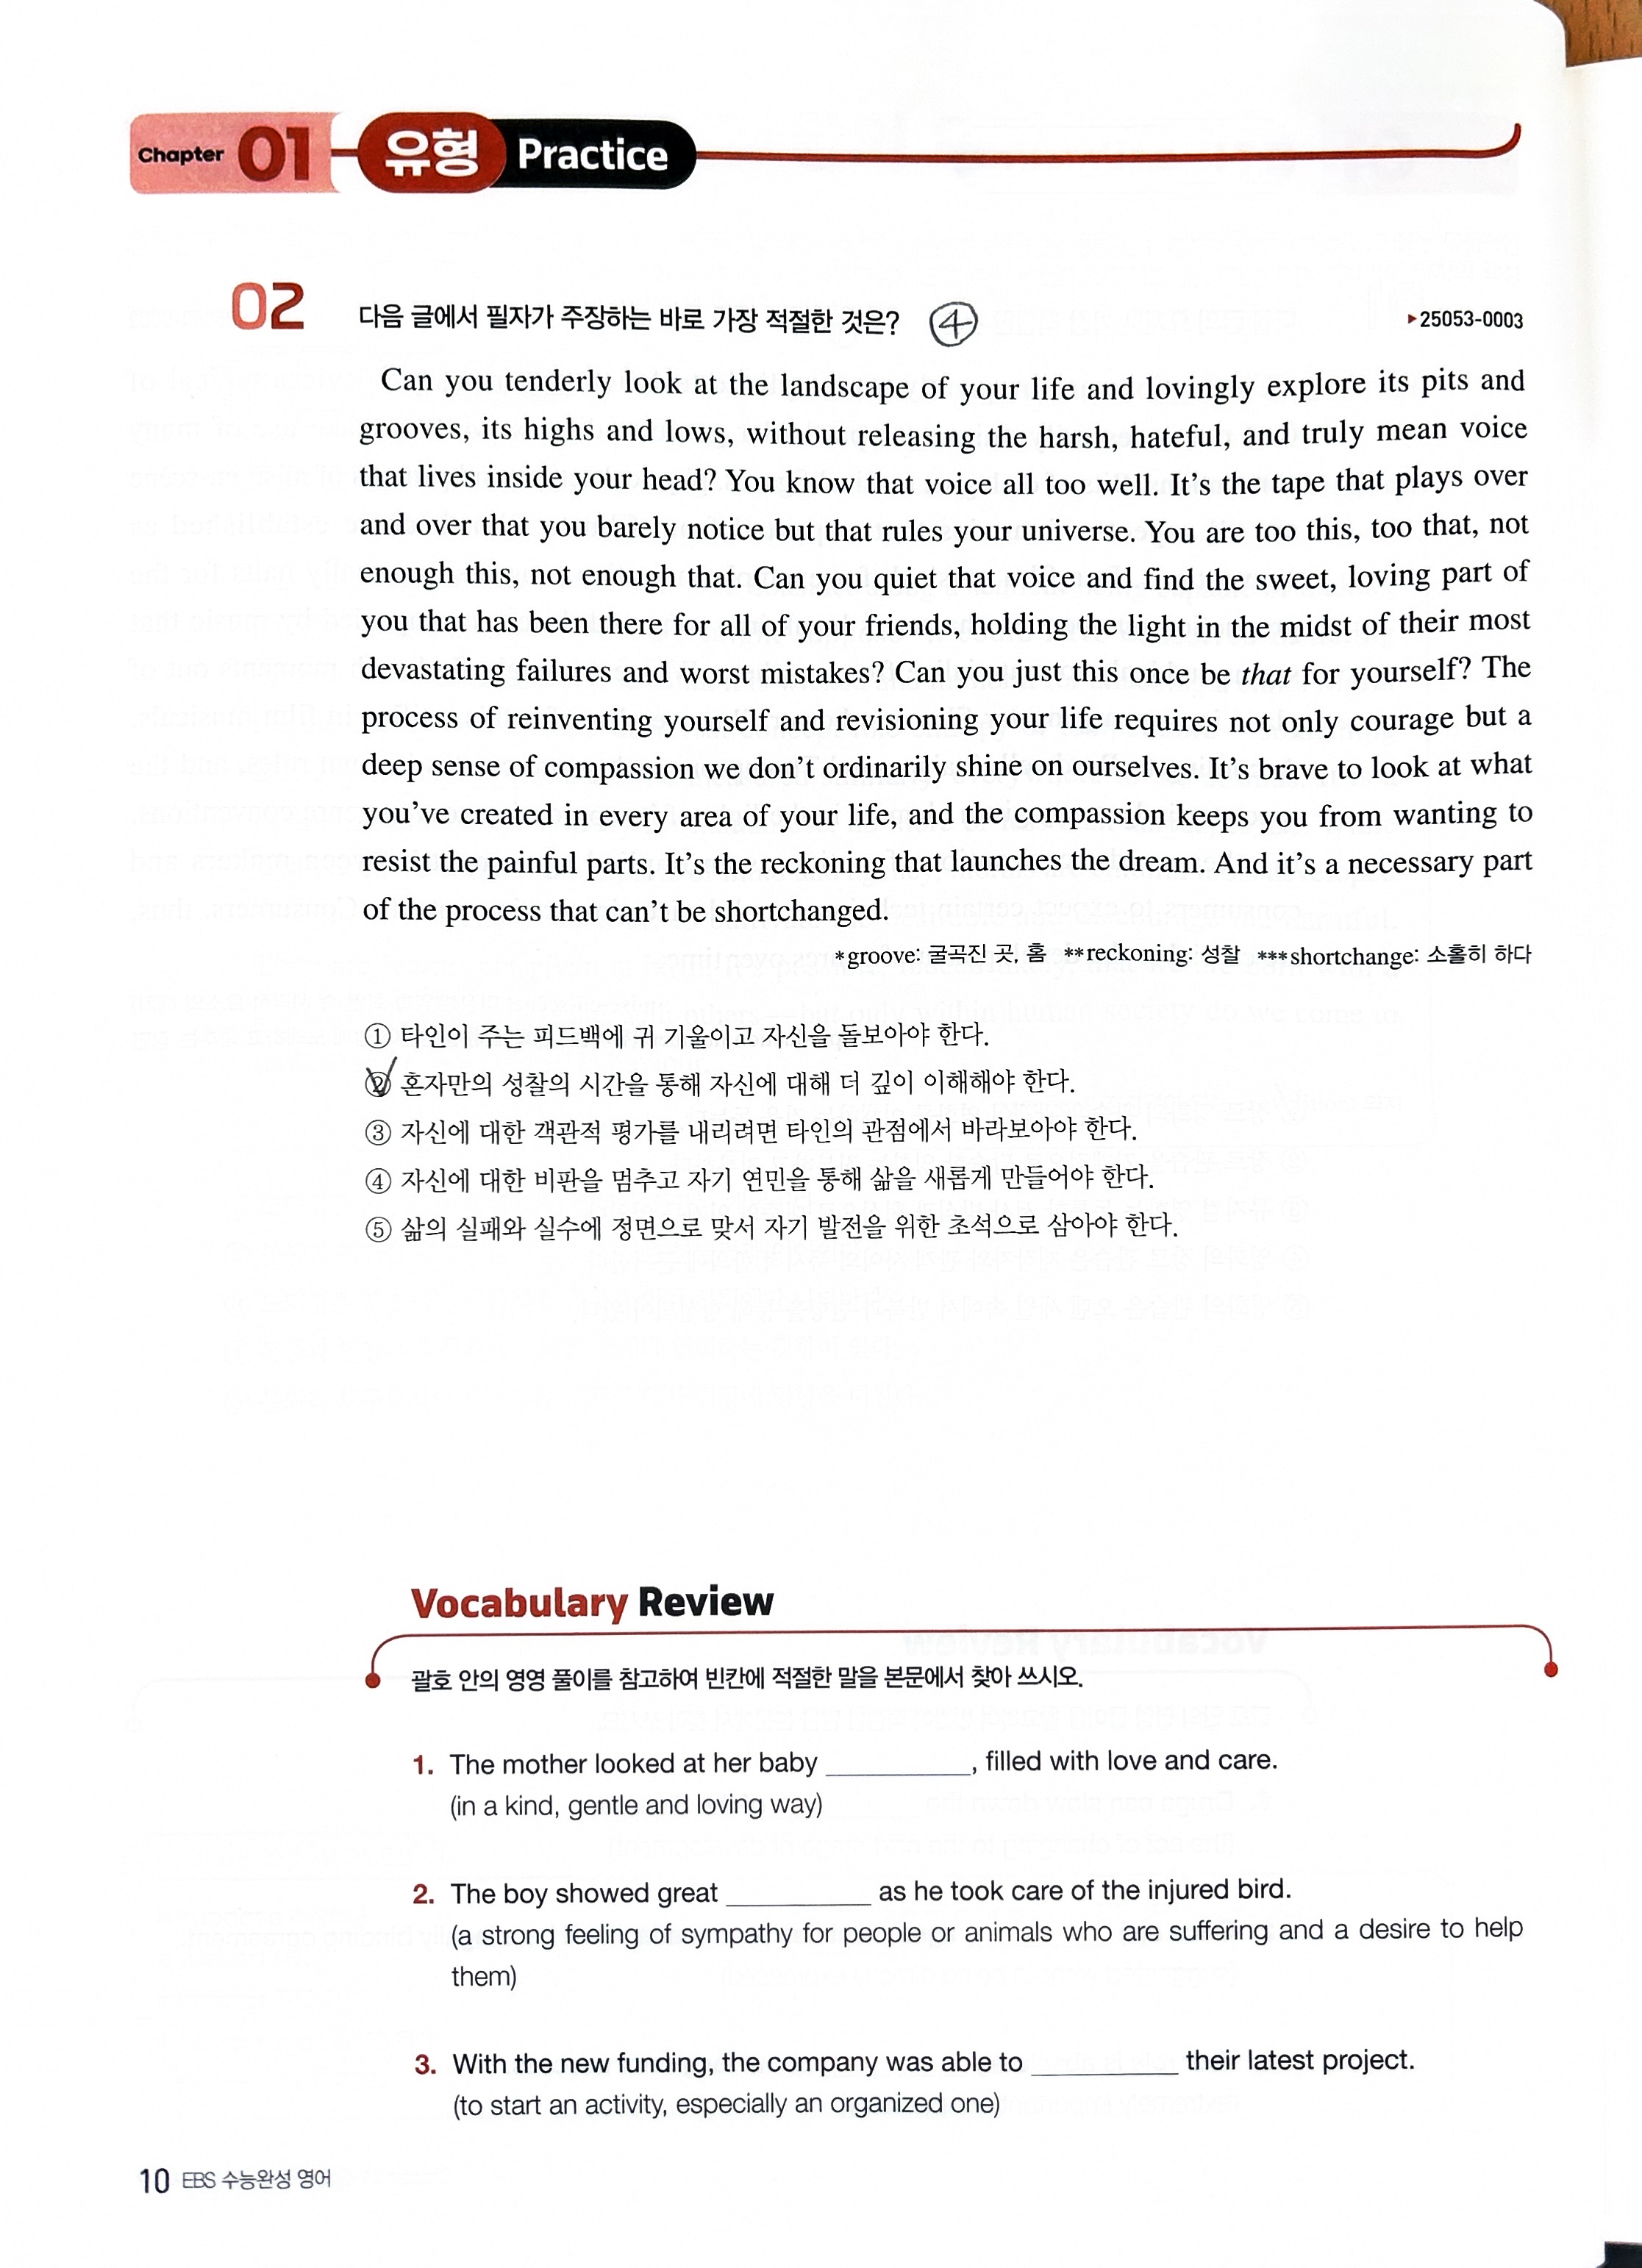 Chapter 01 유형 Practice
02 다음 글에서 필자가 주장하는 바로 가장 적절한 것은? ④ ▸25053-0003
Can you tenderly look at the landscape of your life and lovingly explore its pits and
grooves, its highs and lows, without releasing the harsh, hateful, and truly mean voice
that lives inside your head? You know that voice all too well. It's the tape that plays over
and over that you barely notice but that rules your universe. You are too this, too that, not
enough this, not enough that. Can you quiet that voice and find the sweet, loving part of
you that has been there for all of your friends, holding the light in the midst of their most
devastating failures and worst mistakes? Can you just this once be that for yourself? The
process of reinventing yourself and revisioning your life requires not only courage but a
deep sense of compassion we don't ordinarily shine on ourselves. It's brave to look at what
you've created in every area of your life, and the compassion keeps you from wanting to
resist the painful parts. It's the reckoning that launches the dream. And it's a necessary part
of the process that can't be shortchanged.
*groove: 굴곡진 곳, 홈 **reckoning: 성찰 ***shortchange: 소홀히 하다
① 타인이 주는 피드백에 귀 기울이고 자신을 돌보아야 한다.
② 혼자만의 성찰의 시간을 통해 자신에 대해 더 깊이 이해해야 한다.
③ 자신에 대한 객관적 평가를 내리려면 타인의 관점에서 바라보아야 한다.
④ 자신에 대한 비판을 멈추고 자기 연민을 통해 삶을 새롭게 만들어야 한다.
⑤ 삶의 실패와 실수에 정면으로 맞서 자기 발전을 위한 초석으로 삼아야 한다.
Vocabulary Review
괄호 안의 영영 풀이를 참고하여 빈칸에 적절한 말을 본문에서 찾아 쓰시오.
1. The mother looked at her baby __________, filled with love and care.
(in a kind, gentle and loving way)
2. The boy showed great __________ as he took care of the injured bird.
(a strong feeling of sympathy for people or animals who are suffering and a desire to help
them)
3. With the new funding, the company was able to __________ their latest project.
(to start an activity, especially an organized one)
10 EBS 수능완성 영어